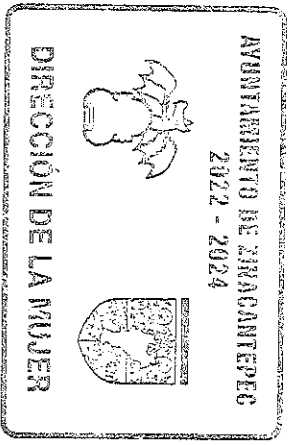 AYUNTAMIENTO DE ZINACANTEPEC
2022 - 2024
DIRECCIÓN DE LA MUJER